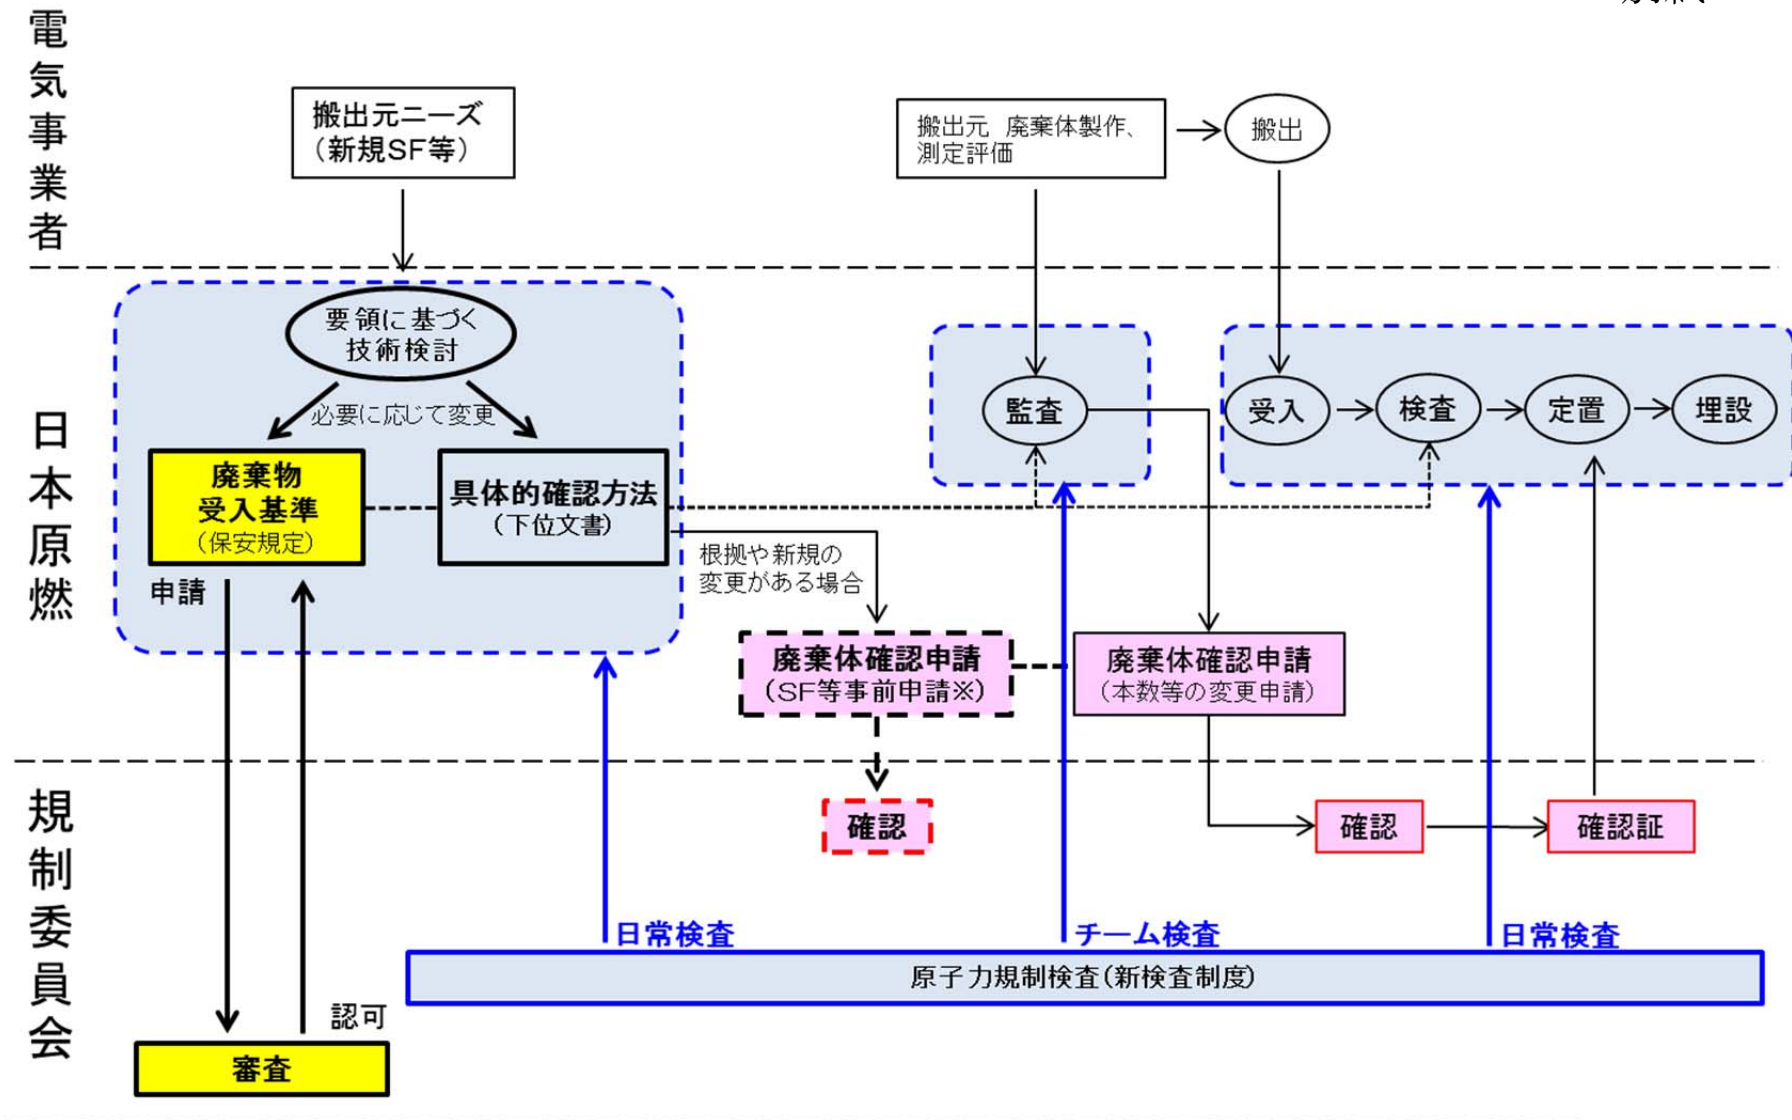 電気事業者
搬出元ニーズ
（新規SF等）
搬出元　廃棄体製作、
測定評価
搬出
日本原燃
要領に基づく
技術検討
必要に応じて変更
廃棄物
受入基準
（保安規定）
具体的確認方法
（下位文書）
監査
受入
検査
定置
埋設
申請
根拠や新規の
変更がある場合
廃棄体確認申請
（SF等事前申請※）
廃棄体確認申請
（本数等の変更申請）
規制委員会
確認
確認
確認証
日常検査
チーム検査
日常検査
原子力規制検査（新検査制度）
認可
審査